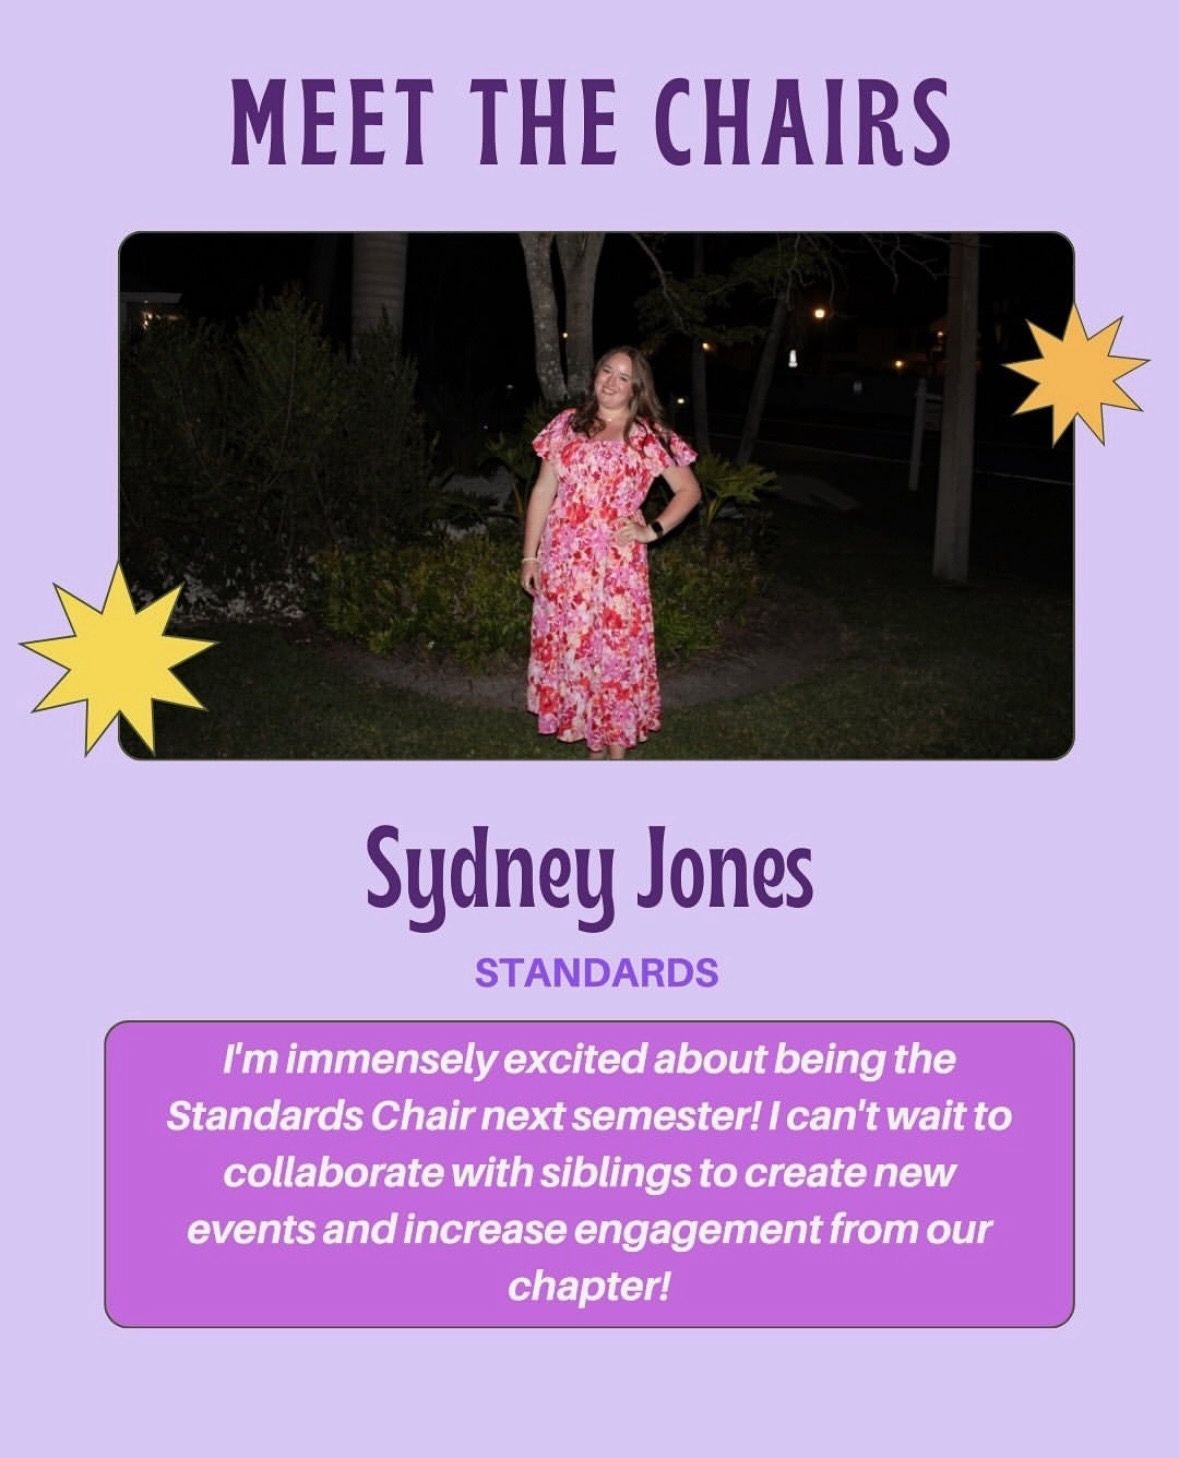 MEET THE CHAIRS
Sydney Jones
STANDARDS
I'm immensely excited about being the
Standards Chair next semester! I can't wait to
collaborate with siblings to create new
events and increase engagement from our
chapter!